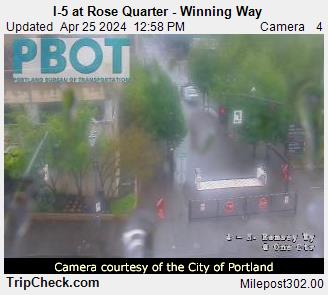 I-5 at Rose Quarter - Winning Way
Updated Apr 25 2024 12:58 PM Camera 4
PBOT
PORTLAND BUREAU OF TRANSPORTATION
Camera courtesy of the City of Portland
TripCheck.com Milepost302.00